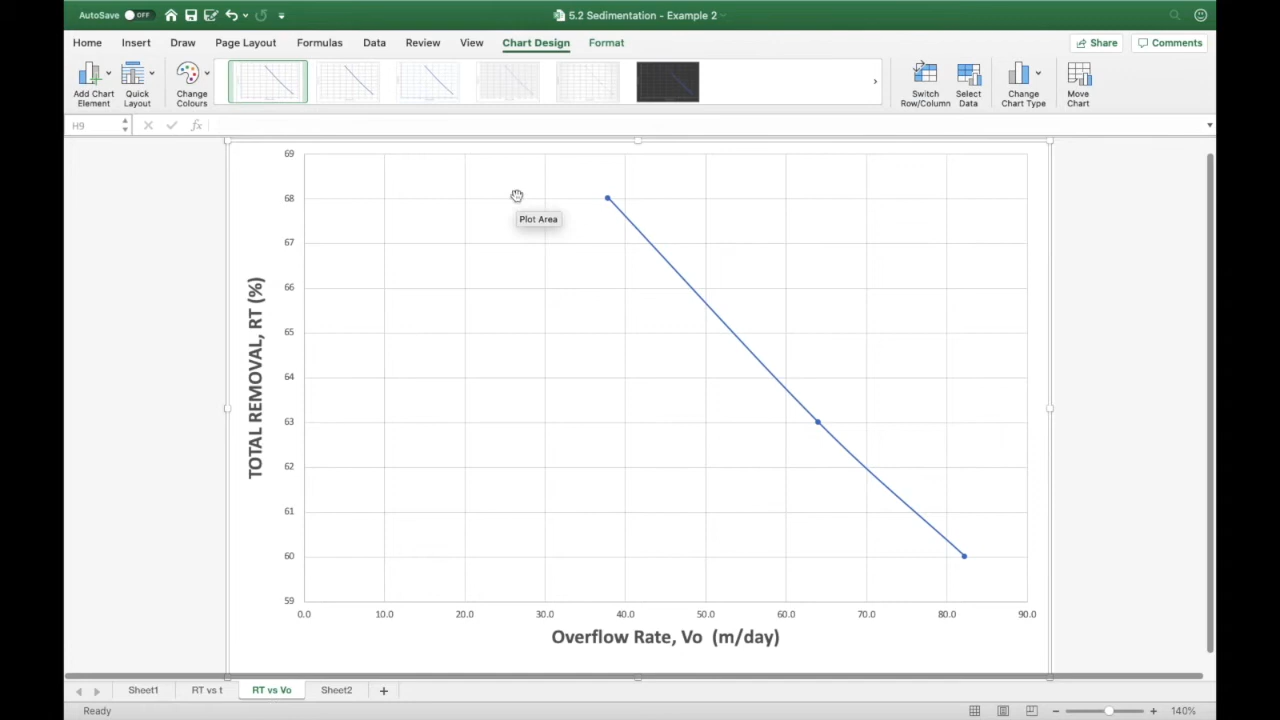 AutoSave OFF
5.2 Sedimentation - Example 2
Home Insert Draw Page Layout Formulas Data Review View Chart Design Format
Share Comments
Add Chart Element
Quick Layout
Change Colours
Switch Row/Column
Select Data
Change Chart Type
Move Chart
H9
fx
69
68
67
66
65
64
63
62
61
60
59
TOTAL REMOVAL, RT (%)
Plot Area
0.0 10.0 20.0 30.0 40.0 50.0 60.0 70.0 80.0 90.0
Overflow Rate, Vo (m/day)
Sheet1 RT vs t RT vs Vo Sheet2 +
Ready
140%